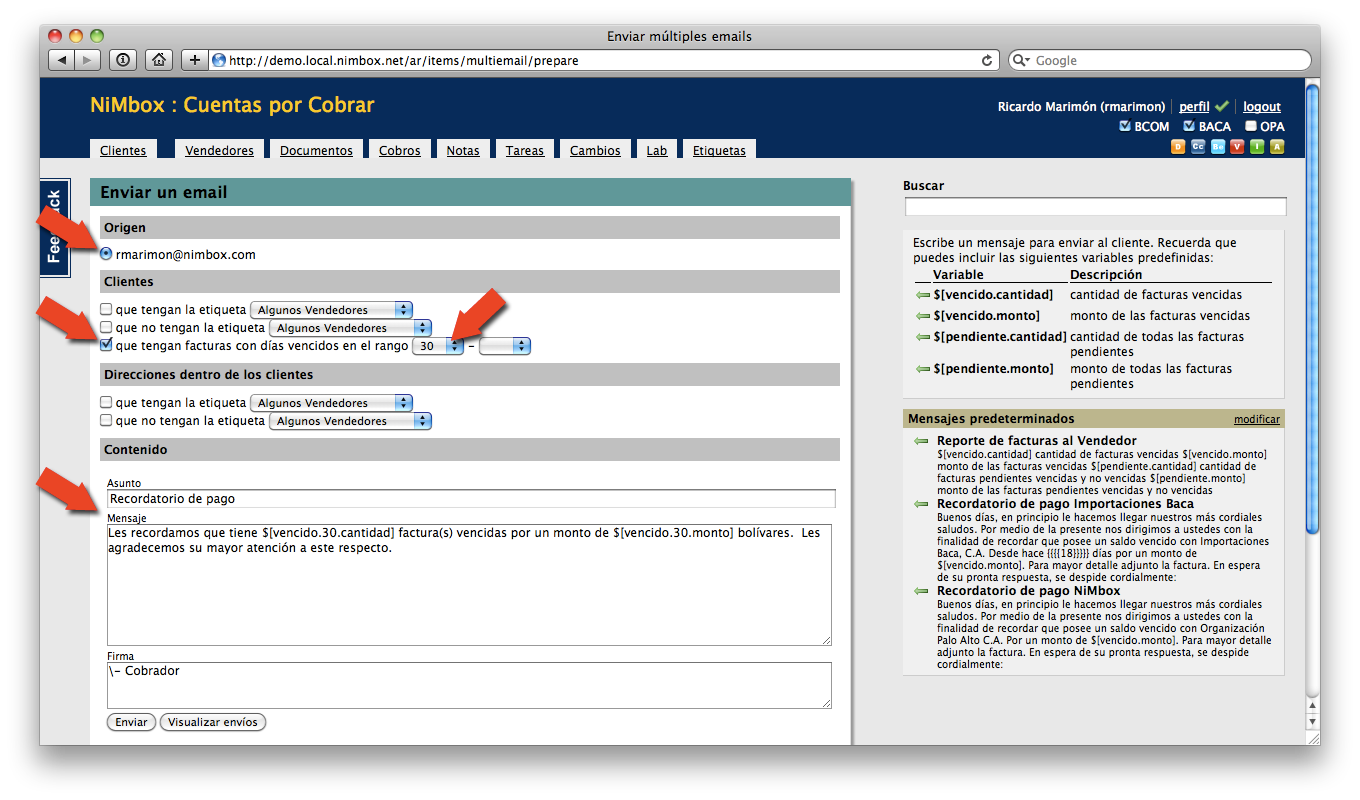 Enviar múltiples emails
http://demo.local.nimbox.net/ar/items/multiemail/prepare
Google
NiMbox : Cuentas por Cobrar
Ricardo Marimón (rmarimon) perfil logout
BCOM BACA OPA
Clientes Vendedores Documentos Cobros Notas Tareas Cambios Lab Etiquetas
D Cc Be V I A
Feed ck
Enviar un email
Origen
rmarimon@nimbox.com
Clientes
que tengan la etiqueta Algunos Vendedores
que no tengan la etiqueta Algunos Vendedores
que tengan facturas con días vencidos en el rango 30 –
Direcciones dentro de los clientes
que tengan la etiqueta Algunos Vendedores
que no tengan la etiqueta Algunos Vendedores
Contenido
Asunto
Recordatorio de pago
Mensaje
Les recordamos que tiene $[vencido.30.cantidad] factura(s) vencidas por un monto de $[vencido.30.monto] bolívares. Les
agradecemos su mayor atención a este respecto.
Firma
\- Cobrador
Enviar Visualizar envíos
Buscar
Escribe un mensaje para enviar al cliente. Recuerda que
puedes incluir las siguientes variables predefinidas:
Variable Descripción
$[vencido.cantidad] cantidad de facturas vencidas
$[vencido.monto] monto de las facturas vencidas
$[pendiente.cantidad] cantidad de todas las facturas
pendientes
$[pendiente.monto] monto de todas las facturas
pendientes
Mensajes predeterminados modificar
Reporte de facturas al Vendedor
$[vencido.cantidad] cantidad de facturas vencidas $[vencido.monto]
monto de las facturas vencidas $[pendiente.cantidad] cantidad de
facturas pendientes vencidas y no vencidas $[pendiente.monto]
monto de las facturas pendientes vencidas y no vencidas
Recordatorio de pago Importaciones Baca
Buenos días, en principio le hacemos llegar nuestros más cordiales
saludos. Por medio de la presente nos dirigimos a ustedes con la
finalidad de recordar que posee un saldo vencido con Importaciones
Baca, C.A. Desde hace {{{{18}}}}} días por un monto de
$[vencido.monto]. Para mayor detalle adjunto la factura. En espera
de su pronta respuesta, se despide cordialmente:
Recordatorio de pago NiMbox
Buenos días, en principio le hacemos llegar nuestros más cordiales
saludos. Por medio de la presente nos dirigimos a ustedes con la
finalidad de recordar que posee un saldo vencido con Organización
Palo Alto C.A. Por un monto de $[vencido.monto]. Para mayor detalle
adjunto la factura. En espera de su pronta respuesta, se despide
cordialmente: